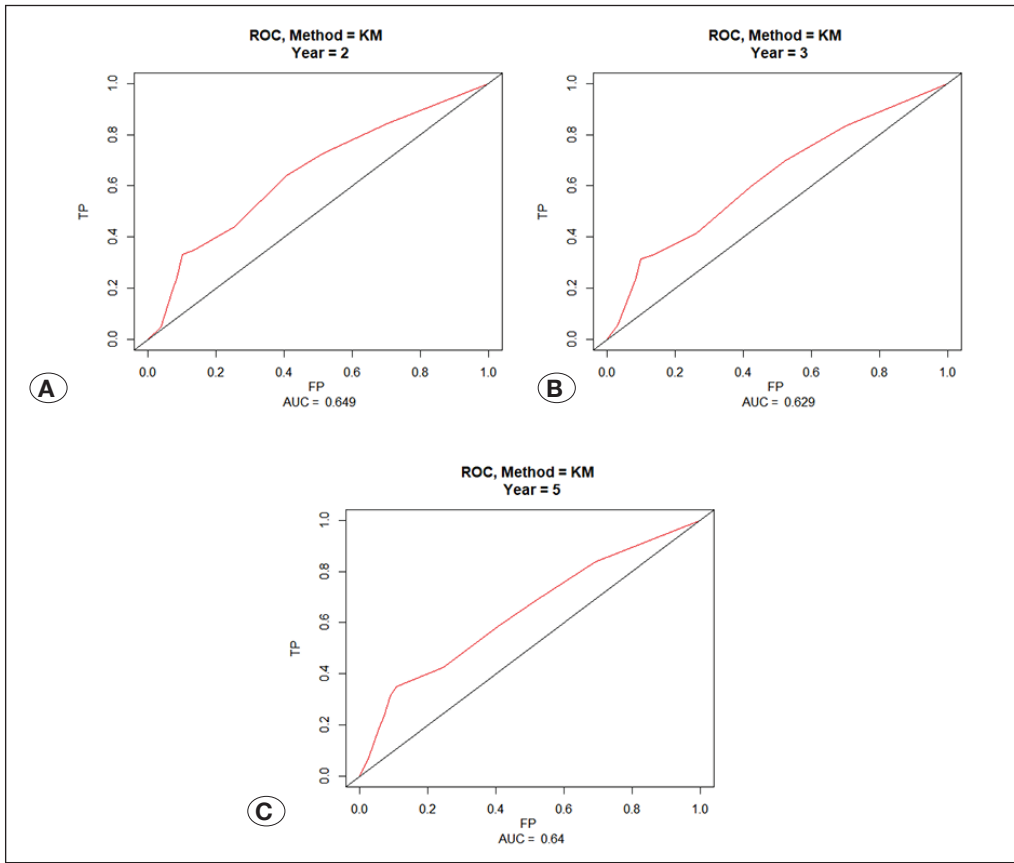 ROC, Method = KM
Year = 2
1.0
0.8
0.6
0.4
0.2
0.0
TP
0.0 0.2 0.4 0.6 0.8 1.0
FP
AUC = 0.649
A
ROC, Method = KM
Year = 3
1.0
0.8
0.6
0.4
0.2
0.0
TP
0.0 0.2 0.4 0.6 0.8 1.0
FP
AUC = 0.629
B
ROC, Method = KM
Year = 5
1.0
0.8
0.6
0.4
0.2
0.0
TP
0.0 0.2 0.4 0.6 0.8 1.0
FP
AUC = 0.64
C